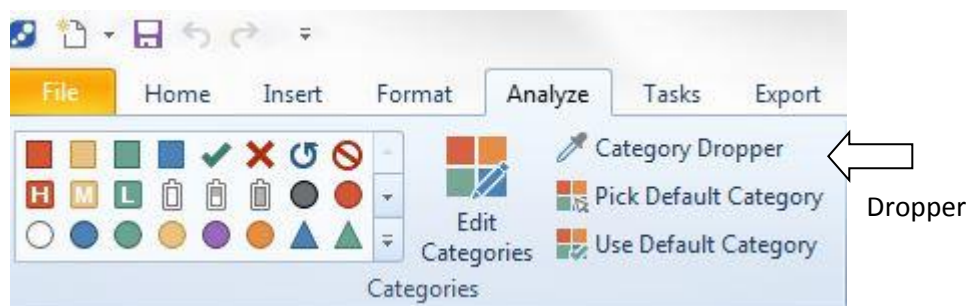 File Home Insert Format Analyze Tasks Export
Category Dropper
H M L
Pick Default Category
Dropper
Edit
Categories
Use Default Category
Categories